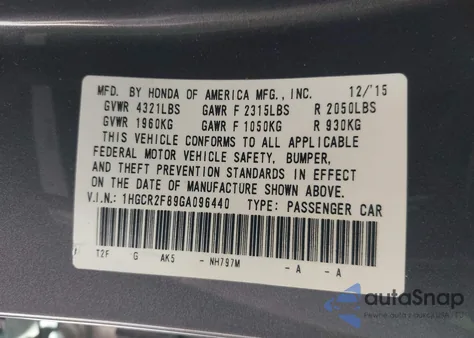 MFD. BY HONDA OF AMERICA MFG., INC. 12/'15
GVWR 4321LBS GAWR F 2315LBS R 2050LBS
GVWR 1960KG GAWR F 1050KG R 930KG
THIS VEHICLE CONFORMS TO ALL APPLICABLE
FEDERAL MOTOR VEHICLE SAFETY, BUMPER,
AND THEFT PREVENTION STANDARDS IN EFFECT
ON THE DATE OF MANUFACTURE SHOWN ABOVE.
V.I.N.: 1HGCR2F89GA096440 TYPE: PASSENGER CAR
T2F G AK5 - NH797M - A - A
autoSnap